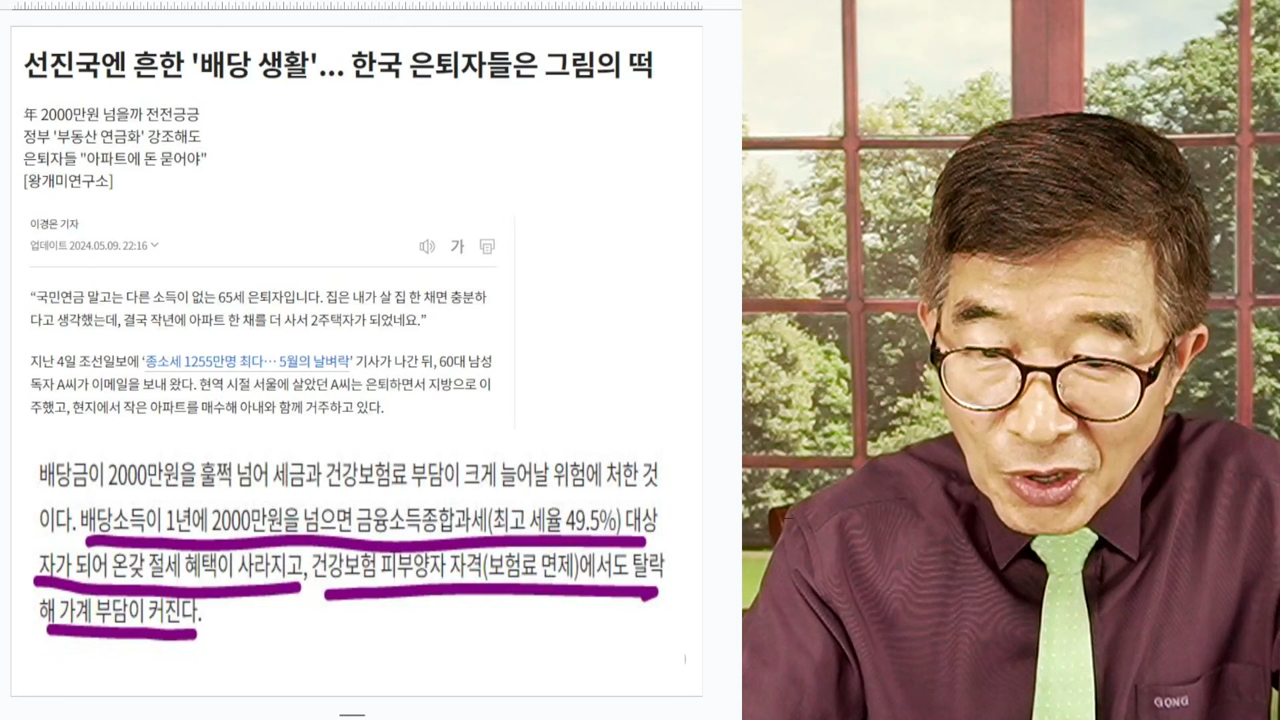 선진국엔 흔한 '배당 생활'... 한국 은퇴자들은 그림의 떡
年 2000만원 넘을까 전전긍긍
정부 '부동산 연금화' 강조해도
은퇴자들 "아파트에 돈 묻어야"
[왕개미연구소]
이경은 기자
업데이트 2024.05.09. 22:16
가
“국민연금 말고는 다른 소득이 없는 65세 은퇴자입니다. 집은 내가 살 집 한 채면 충분하
다고 생각했는데, 결국 작년에 아파트 한 채를 더 사서 2주택자가 되었네요.”
지난 4일 조선일보에 ‘종소세 1255만명 최다… 5월의 날벼락’ 기사가 나간 뒤, 60대 남성
독자 A씨가 이메일을 보내 왔다. 현역 시절 서울에 살았던 A씨는 은퇴하면서 지방으로 이
주했고, 현지에서 작은 아파트를 매수해 아내와 함께 거주하고 있다.
배당금이 2000만원을 훌쩍 넘어 세금과 건강보험료 부담이 크게 늘어날 위험에 처한 것
이다. 배당소득이 1년에 2000만원을 넘으면 금융소득종합과세(최고 세율 49.5%) 대상
자가 되어 온갖 절세 혜택이 사라지고, 건강보험 피부양자 자격(보험료 면제)에서도 탈락
해 가계 부담이 커진다.
GONG